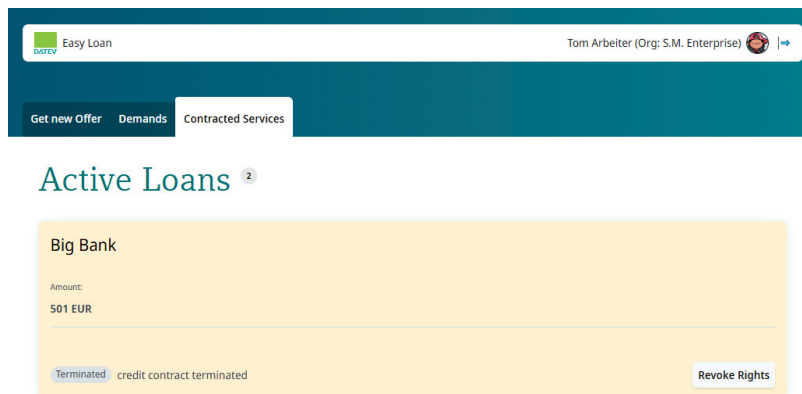 DATEV Easy Loan
Tom Arbeiter (Org: S.M. Enterprise)
Get new Offer Demands Contracted Services
Active Loans 2
Big Bank
Amount:
501 EUR
Terminated credit contract terminated
Revoke Rights